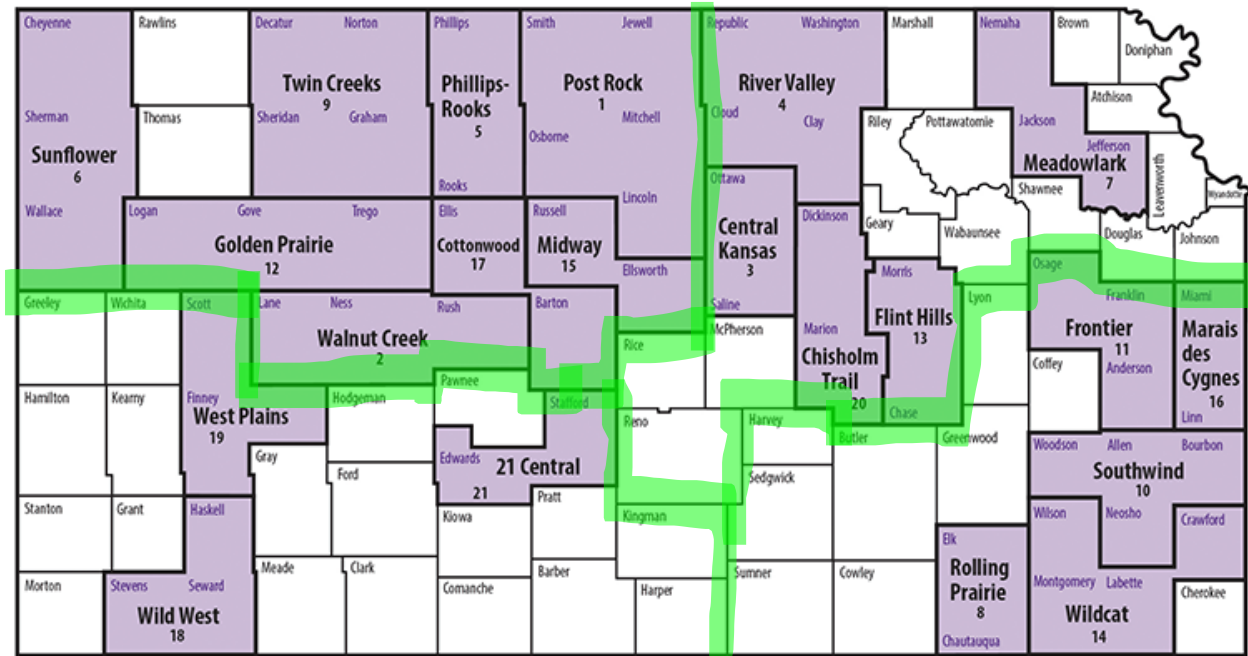 Cheyenne
Rawlins
Decatur
Norton
Phillips
Smith
Jewell
Republic
Washington
Marshall
Nemaha
Brown
Doniphan
Twin Creeks
9
Phillips-
Rooks
5
Post Rock
1
River Valley
4
Atchison
Sherman
Thomas
Sheridan
Graham
Osborne
Mitchell
Cloud
Clay
Riley
Pottawatomie
Jackson
Jefferson
Sunflower
6
Meadowlark
7
Leavenworth
Wyandotte
Rooks
Lincoln
Ottawa
Shawnee
Wallace
Logan
Gove
Trego
Ellis
Russell
Dickinson
Geary
Wabaunsee
Douglas
Johnson
Golden Prairie
12
Cottonwood
17
Midway
15
Central
Kansas
3
Ellsworth
Saline
Morris
Osage
Greeley
Wichita
Scott
Lane
Ness
Rush
Barton
Lyon
Franklin
Miami
Walnut Creek
2
Rice
McPherson
Marion
Flint Hills
13
Frontier
11
Marais
des
Cygnes
16
Chisholm
Trail
20
Coffey
Anderson
Linn
Hamilton
Kearny
Finney
Hodgeman
Pawnee
Stafford
Reno
Harvey
Butler
Chase
Greenwood
West Plains
19
Gray
Ford
Edwards
21 Central
21
Sedgwick
Woodson
Allen
Bourbon
Southwind
10
Stanton
Grant
Haskell
Kiowa
Pratt
Kingman
Wilson
Neosho
Crawford
Elk
Rolling
Prairie
8
Chautauqua
Morton
Stevens
Seward
Meade
Clark
Comanche
Barber
Harper
Sumner
Cowley
Montgomery
Labette
Cherokee
Wild West
18
Wildcat
14